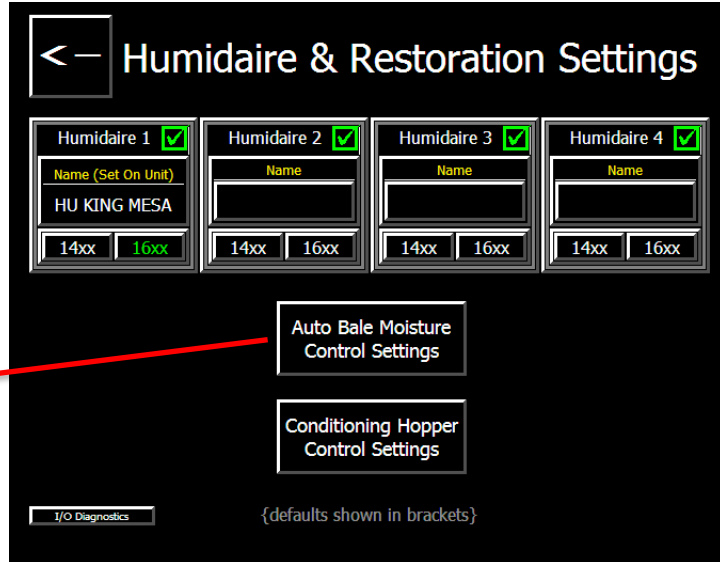 <— Humidaire & Restoration Settings
Humidaire 1 Humidaire 2 Humidaire 3 Humidaire 4
Name (Set On Unit) Name Name Name
HU KING MESA
14xx 16xx 14xx 16xx 14xx 16xx 14xx 16xx
Auto Bale Moisture
Control Settings
Conditioning Hopper
Control Settings
I/O Diagnostics {defaults shown in brackets}